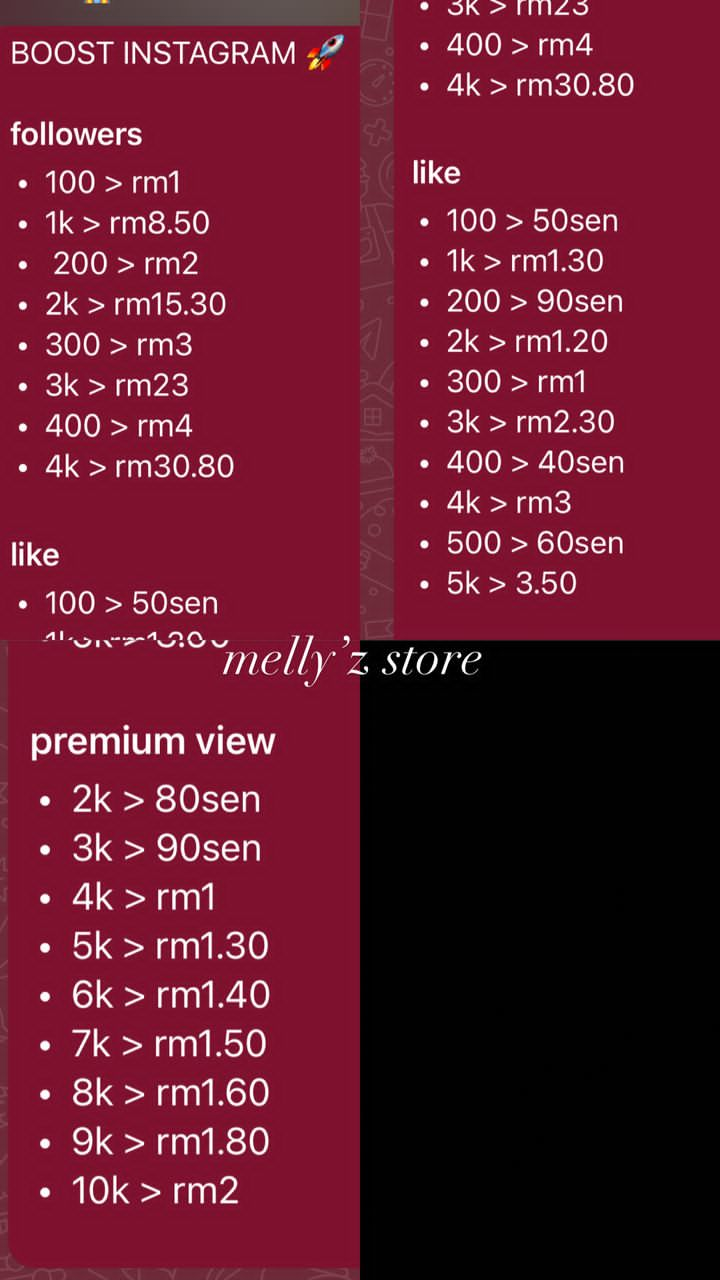 BOOST INSTAGRAM 🚀
followers
• 100 > rm1
• 1k > rm8.50
• 200 > rm2
• 2k > rm15.30
• 300 > rm3
• 3k > rm23
• 400 > rm4
• 4k > rm30.80
like
• 100 > 50sen
• 3k > rm23
• 400 > rm4
• 4k > rm30.80
like
• 100 > 50sen
• 1k > rm1.30
• 200 > 90sen
• 2k > rm1.20
• 300 > rm1
• 3k > rm2.30
• 400 > 40sen
• 4k > rm3
• 500 > 60sen
• 5k > 3.50
melly’z store
premium view
• 2k > 80sen
• 3k > 90sen
• 4k > rm1
• 5k > rm1.30
• 6k > rm1.40
• 7k > rm1.50
• 8k > rm1.60
• 9k > rm1.80
• 10k > rm2